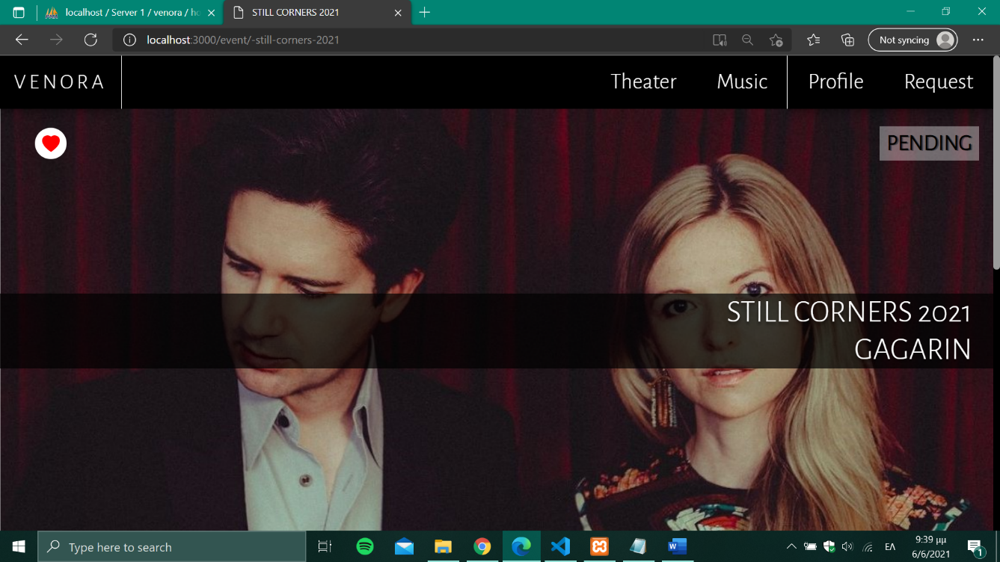 localhost / Server 1 / venora / ho
STILL CORNERS 2021
localhost:3000/event/-still-corners-2021
Not syncing
VENORA
Theater
Music
Profile
Request
PENDING
STILL CORNERS 2021
GAGARIN
Type here to search
ΕΛ
9:39 μμ
6/6/2021
1